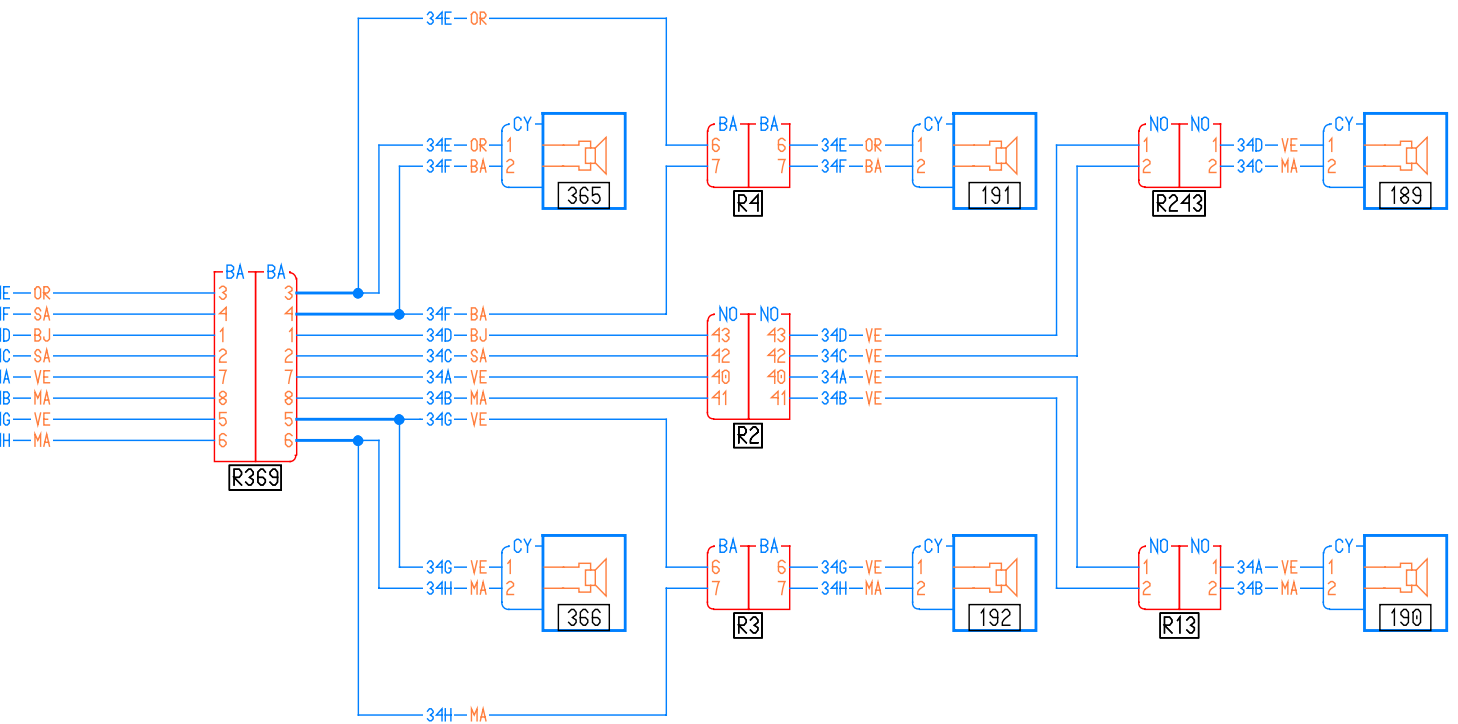 34E OR
CY
BA BA
CY
NO NO
CY
34E OR 1
6 6 34E OR 1
1 1 34D VE 1
34F BA 2
7 7 34F BA 2
2 2 34C MA 2
365
R4
191
R243
189
BA BA
E OR 3 3
F SA 4 4 34F BA
NO NO
D BJ 1 1 34D BJ 43 43 34D VE
C SA 2 2 34C SA 42 42 34C VE
A VE 7 7 34A VE 40 40 34A VE
B MA 8 8 34B MA 41 41 34B VE
G VE 5 5 34G VE
H MA 6 6
R2
R369
CY
BA BA
CY
NO NO
CY
34G VE 1
6 6 34G VE 1
1 1 34A VE 1
34H MA 2
7 7 34H MA 2
2 2 34B MA 2
366
R3
192
R13
190
34H MA